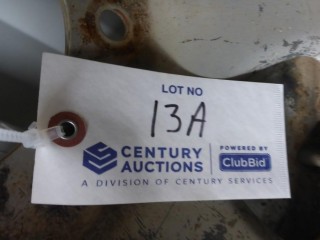 LOT NO
13A
CENTURY AUCTIONS
POWERED BY
ClubBid
A DIVISION OF CENTURY SERVICES